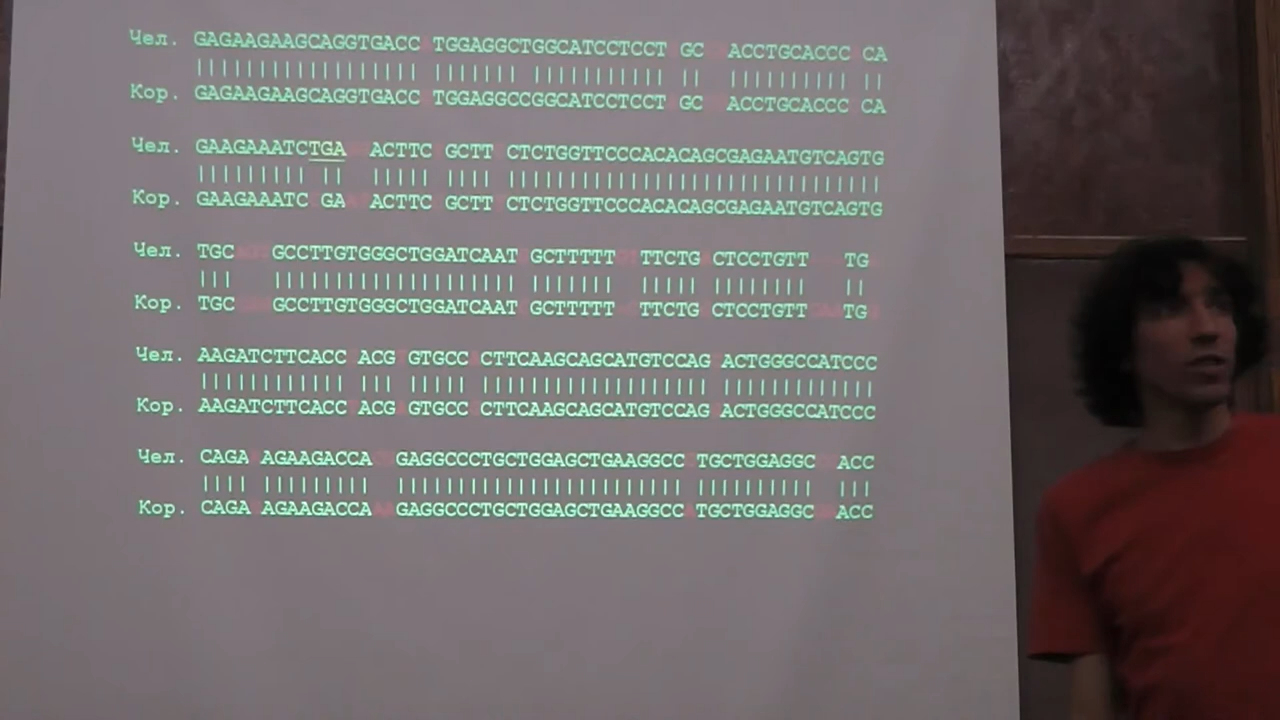 Чел. GAGAAGAAGCAGGTGACC TGGAGGCTGGCATCCTCCT GC ACCTGCACCC CA
Кор. GAGAAGAAGCAGGTGACC TGGAGGCCGGCATCCTCCT GC ACCTGCACCC CA
Чел. GAAGAAATCTGA ACTTC GCTT CTCTGGTTCCCACACAGCGAGAATGTCAGTG
Кор. GAAGAAATC GA ACTTC GCTT CTCTGGTTCCCACACAGCGAGAATGTCAGTG
Чел. TGC GCCTTGTGGGCTGGATCAAT GCTTTTT TTCTG CTCCTGTT TG
Кор. TGC GCCTTGTGGGCTGGATCAAT GCTTTTT TTCTG CTCCTGTT TG
Чел. AAGATCTTCACC ACG GTGCC CTTCAAGCAGCATGTCCAG ACTGGGCCATCCC
Кор. AAGATCTTCACC ACG GTGCC CTTCAAGCAGCATGTCCAG ACTGGGCCATCCC
Чел. CAGA AGAAGACCA GAGGCCCTGCTGGAGCTGAAGGCC TGCTGGAGGC ACC
Кор. CAGA AGAAGACCA GAGGCCCTGCTGGAGCTGAAGGCC TGCTGGAGGC ACC